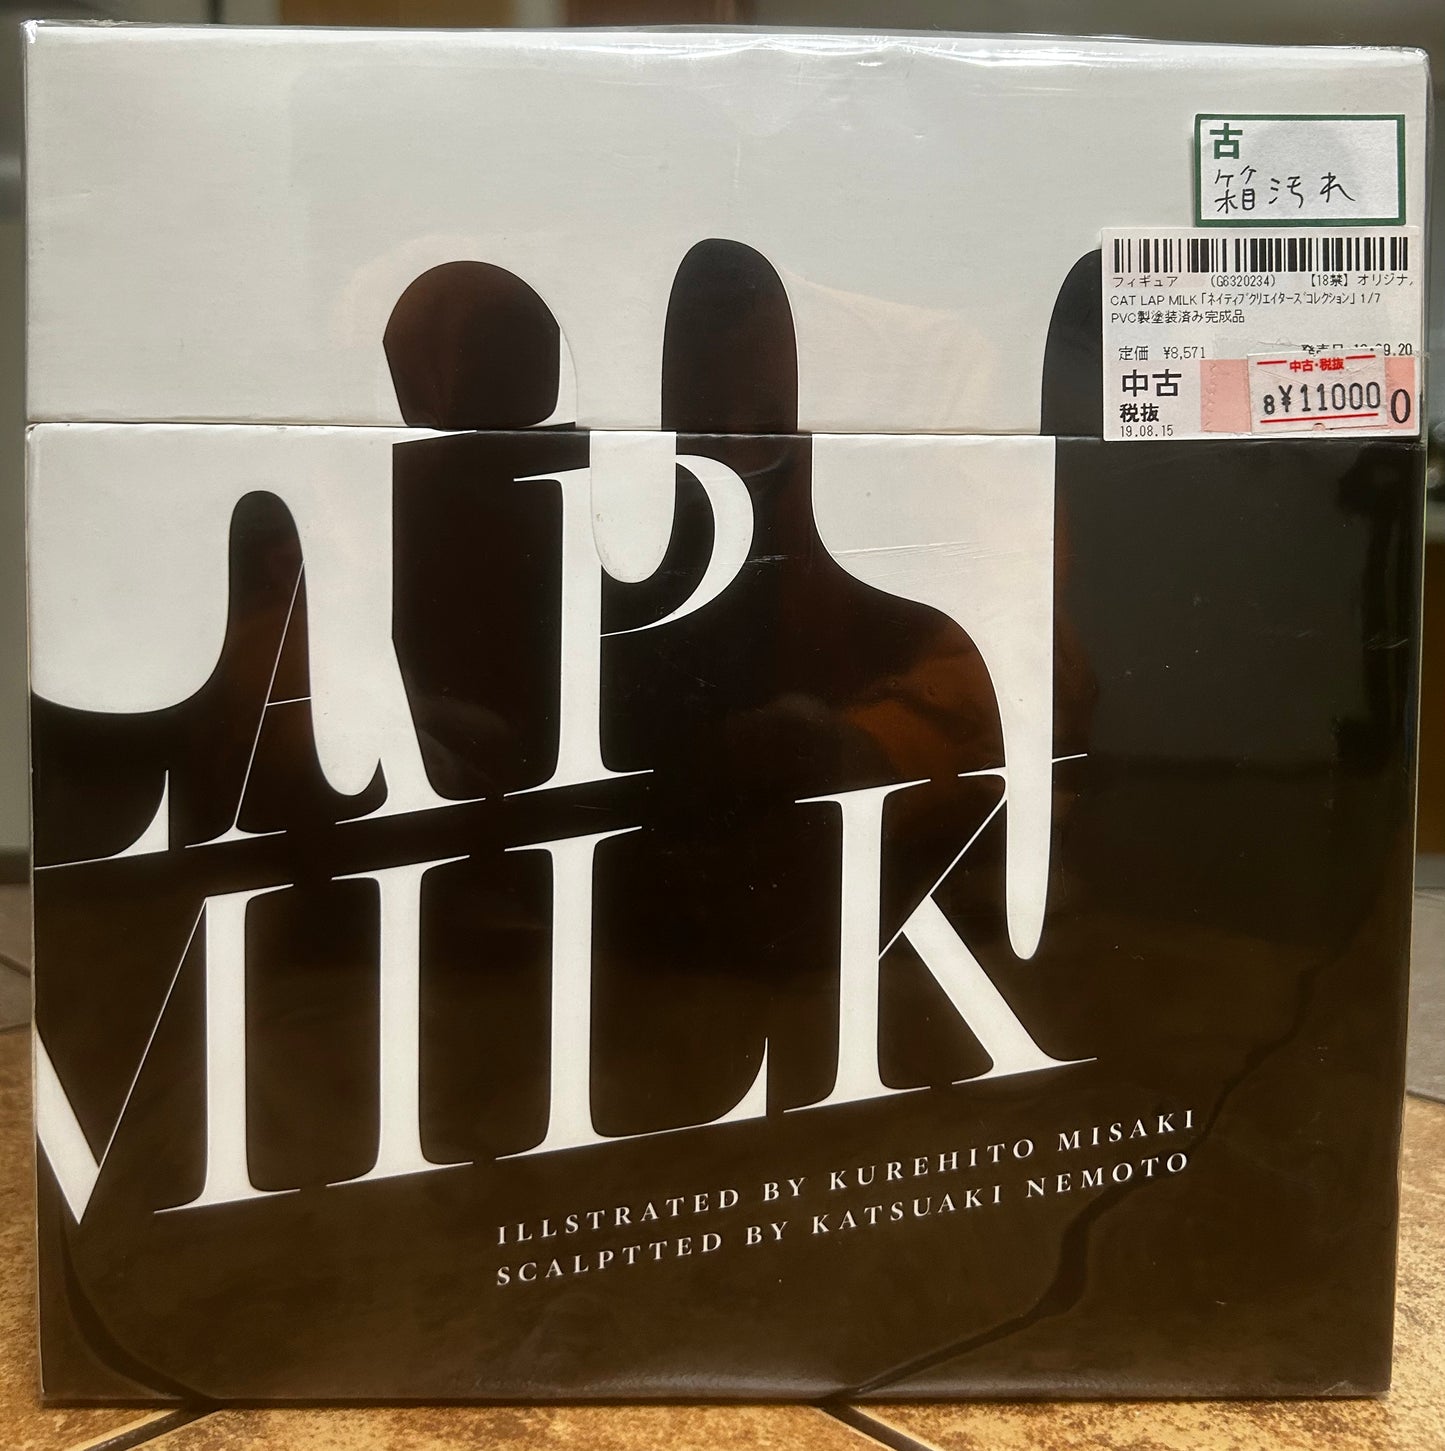 古
箱汚れ
フィギュア (G6320234) 【18禁】オリジナ
CAT LAP MILK「ネイティブクリエイターズコレクション」1/7
PVC製塗装済み完成品
定価 ¥8,571
9.20
中古
税抜
19.08.15
中古・税抜
8¥11000
0
LAP
MILK
ILLSTRATED BY KUREHITO MISAKI
SCALPTTED BY KATSUAKI NEMOTO